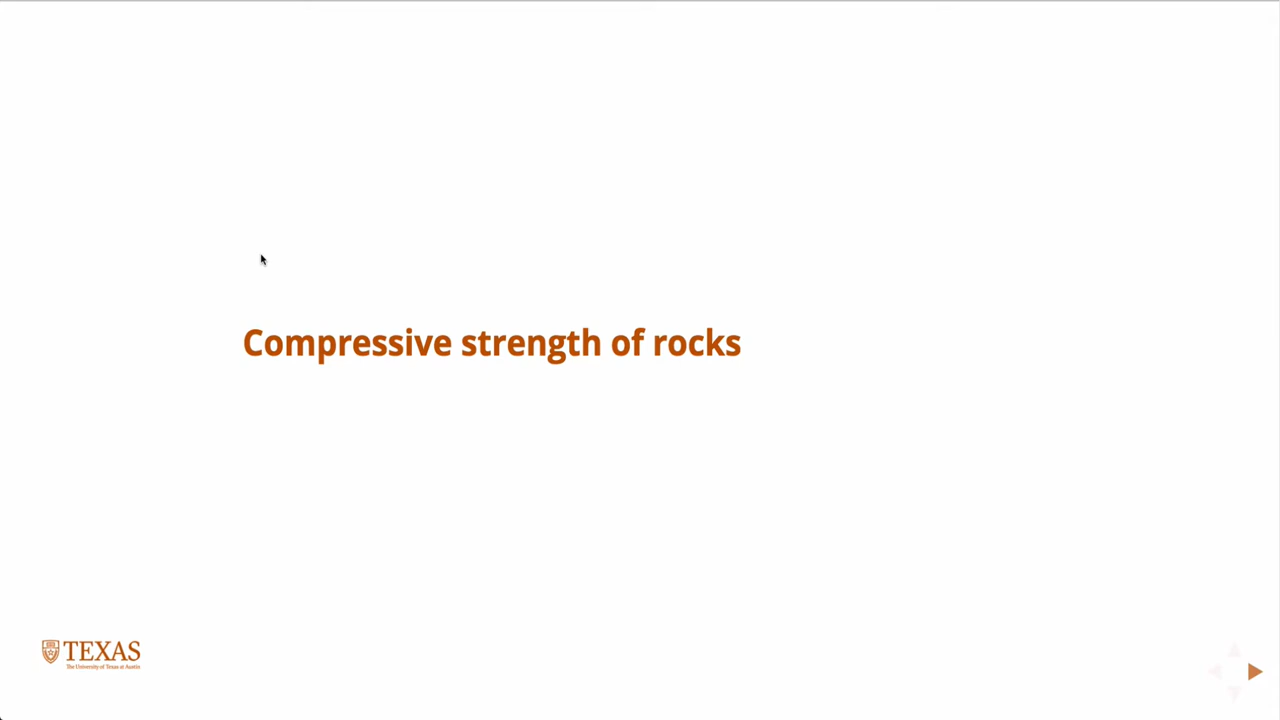 Compressive strength of rocks
TEXAS
The University of Texas at Austin